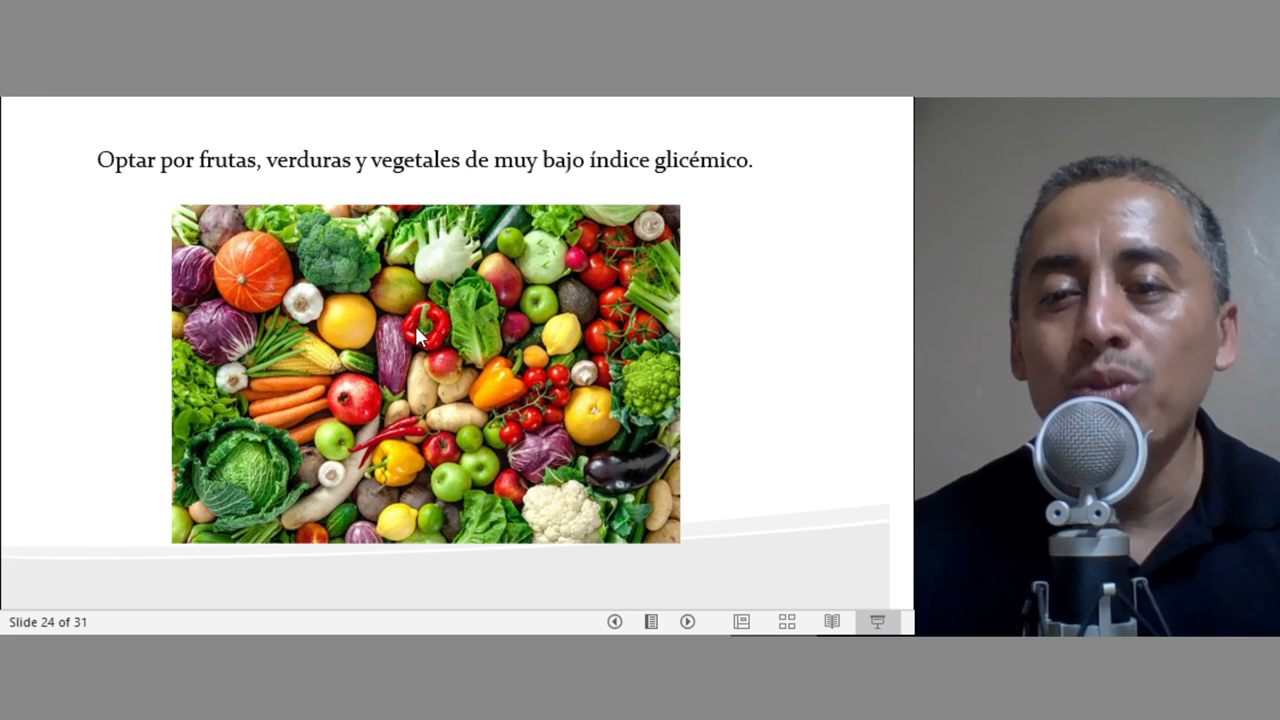 Optar por frutas, verduras y vegetales de muy bajo índice glicémico.
Slide 24 of 31